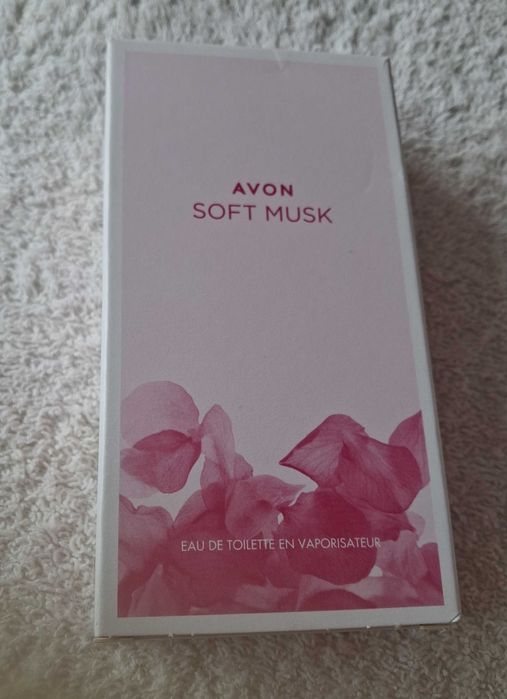 AVON
SOFT MUSK
EAU DE TOILETTE EN VAPORISATEUR